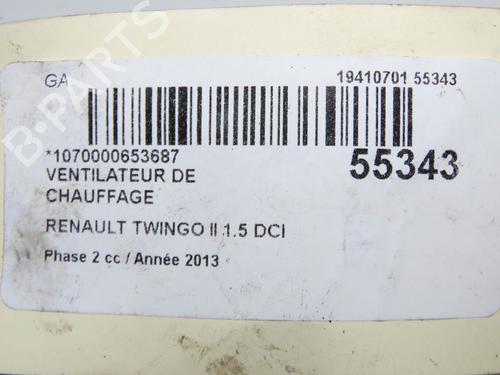 GA
19410701 55343
*1070000653687
55343
VENTILATEUR DE
CHAUFFAGE
RENAULT TWINGO II 1.5 DCI
Phase 2 cc / Année 2013
B-PARTS